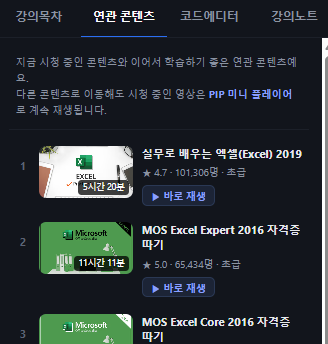 강의목차 연관 콘텐츠 코드에디터 강의노트
지금 시청 중인 콘텐츠와 이어서 학습하기 좋은 연관 콘텐츠예
요.
다른 콘텐츠로 이동해도 시청 중인 영상은 PIP 미니 플레이어
로 계속 재생됩니다.
1
EXCEL
5시간 20분
실무로 배우는 엑셀(Excel) 2019
★ 4.7 · 101,306명 · 초급
▶ 바로 재생
2
Microsoft
11시간 11분
MOS Excel Expert 2016 자격증
따기
★ 5.0 · 65,434명 · 초급
▶ 바로 재생
3
Microsoft
MOS Excel Core 2016 자격증
따기